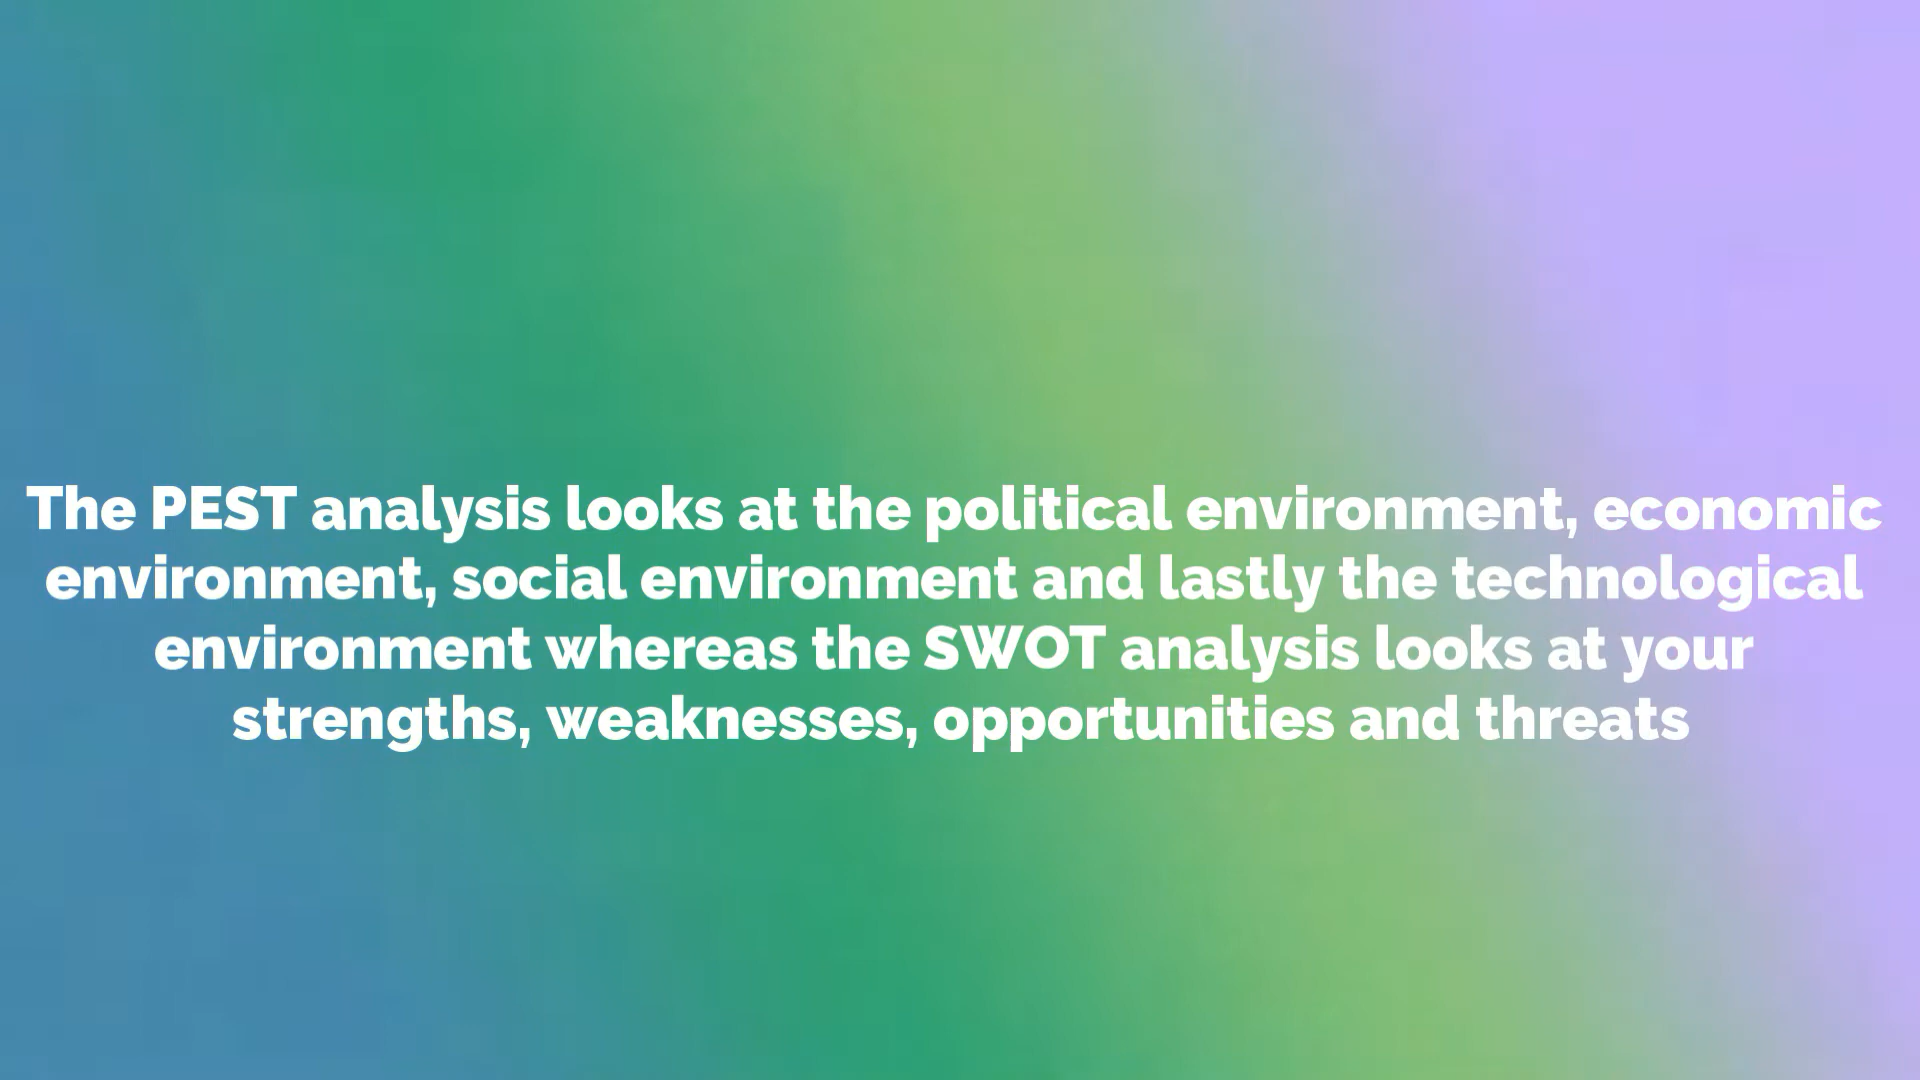 The PEST analysis looks at the political environment, economic
environment, social environment and lastly the technological
environment whereas the SWOT analysis looks at your
strengths, weaknesses, opportunities and threats